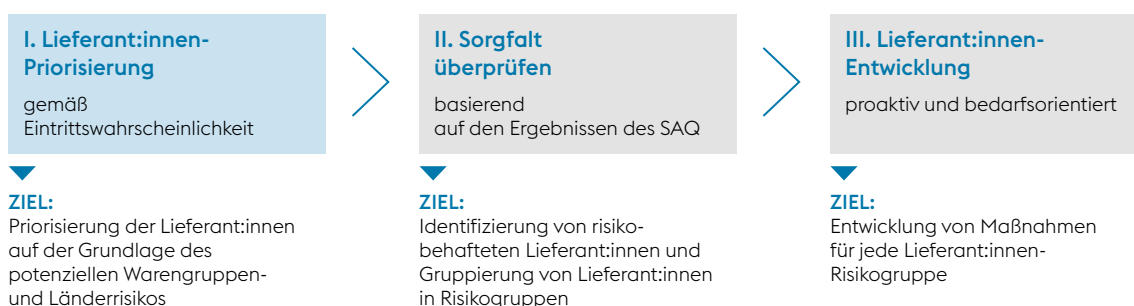 I. Lieferant:innen-
Priorisierung
gemäß
Eintrittswahrscheinlichkeit
ZIEL:
Priorisierung der Lieferant:innen
auf der Grundlage des
potenziellen Warengruppen-
und Länderrisikos
II. Sorgfalt
überprüfen
basierend
auf den Ergebnissen des SAQ
ZIEL:
Identifizierung von risiko-
behafteten Lieferant:innen und
Gruppierung von Lieferant:innen
in Risikogruppen
III. Lieferant:innen-
Entwicklung
proaktiv und bedarfsorientiert
ZIEL:
Entwicklung von Maßnahmen
für jede Lieferant:innen-
Risikogruppe